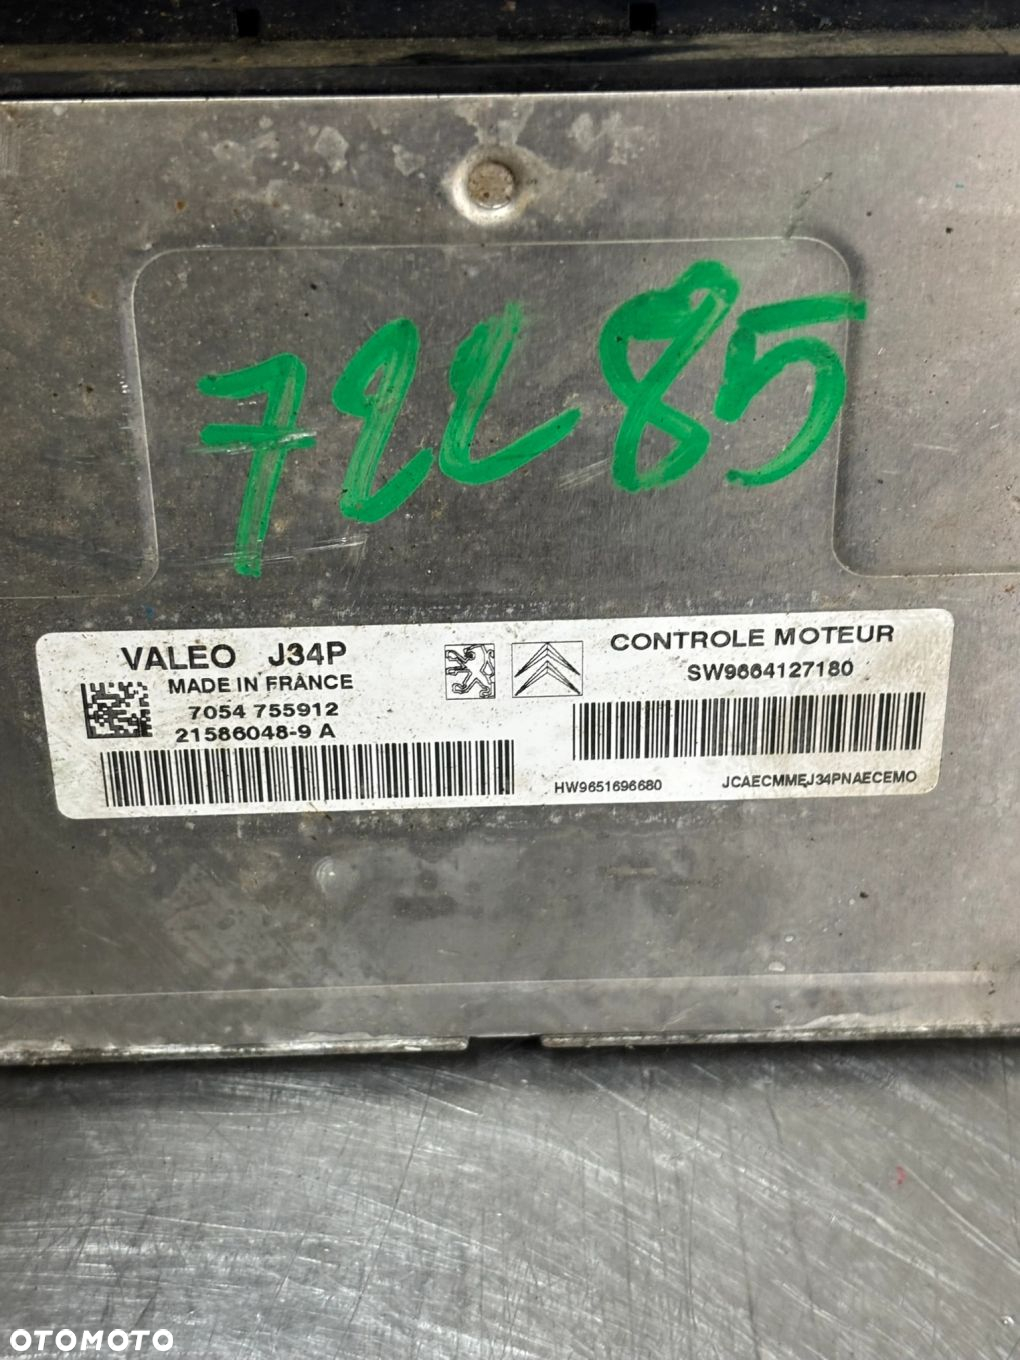 72285
VALEO J34P
MADE IN FRANCE
7054 755912
21586048-9 A
CONTROLE MOTEUR
SW9664127180
HW9651696680
JCAECMMEJ34PNAECEMO
OTOMOTO